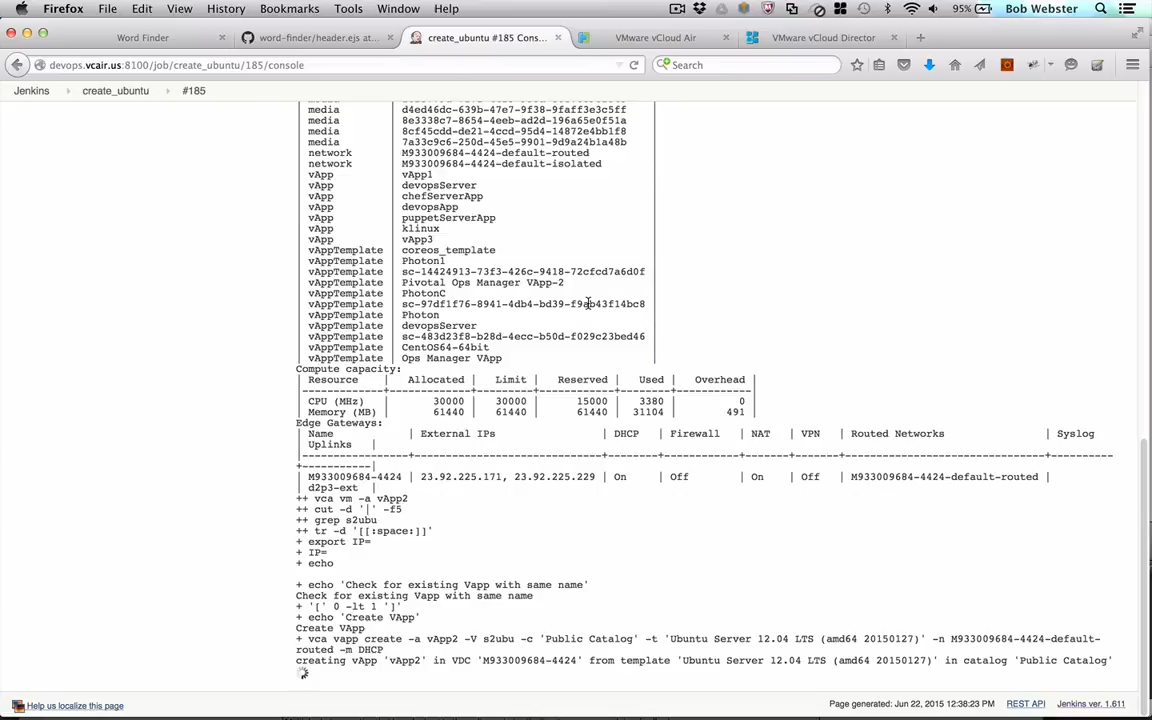 Firefox File Edit View History Bookmarks Tools Window Help 95% Bob Webster
Word Finder
word-finder/header.ejs at...
create_ubuntu #185 Cons...
VMware vCloud Air
VMware vCloud Director
devops.vcair.us:8100/job/create_ubuntu/185/console
Search
Jenkins create_ubuntu #185
media | d4ed46dc-639b-47e7-9f38-9faff3e3c5ff
media | 8e3338c7-8654-4eeb-ad2d-196a65e0f51a
media | 8cf45cdd-de21-4ccd-95d4-14872e4bb1f8
media | 7a33c9c6-250d-45e5-9901-9d9a24b1a48b
network | M933009684-4424-default-routed
network | M933009684-4424-default-isolated
vApp | vApp1
vApp | devopsServer
vApp | chefServerApp
vApp | devopsApp
vApp | puppetServerApp
vApp | klinux
vApp | vApp3
vAppTemplate | coreos_template
vAppTemplate | Photon1
vAppTemplate | sc-14424913-73f3-426c-9418-72cfcd7a6d0f
vAppTemplate | Pivotal Ops Manager VApp-2
vAppTemplate | PhotonC
vAppTemplate | sc-97df1f76-8941-4db4-bd39-f9ab43f14bc8
vAppTemplate | Photon
vAppTemplate | devopsServer
vAppTemplate | sc-483d23f8-b28d-4ecc-b50d-f029c23bed46
vAppTemplate | CentOS64-64bit
vAppTemplate | Ops Manager VApp
Compute capacity:
| Resource | Allocated | Limit | Reserved | Used | Overhead |
| CPU (MHz) | 30000 | 30000 | 15000 | 3380 | 0 |
| Memory (MB) | 61440 | 61440 | 61440 | 31104 | 491 |
Edge Gateways:
| Name | External IPs | DHCP | Firewall | NAT | VPN | Routed Networks | Syslog
| Uplinks |
| M933009684-4424 | 23.92.225.171, 23.92.225.229 | On | Off | On | Off | M933009684-4424-default-routed |
| d2p3-ext |
++ vca vm -a vApp2
++ cut -d '|' -f5
++ grep s2ubu
++ tr -d '[[:space:]]'
+ export IP=
+ IP=
+ echo
+ echo 'Check for existing Vapp with same name'
Check for existing Vapp with same name
+ '[' 0 -lt 1 ']'
+ echo 'Create VApp'
Create VApp
+ vca vapp create -a vApp2 -V s2ubu -c 'Public Catalog' -t 'Ubuntu Server 12.04 LTS (amd64 20150127)' -n M933009684-4424-default-
routed -m DHCP
creating vApp 'vApp2' in VDC 'M933009684-4424' from template 'Ubuntu Server 12.04 LTS (amd64 20150127)' in catalog 'Public Catalog'
Help us localize this page
Page generated: Jun 22, 2015 12:38:23 PM REST API Jenkins ver. 1.611